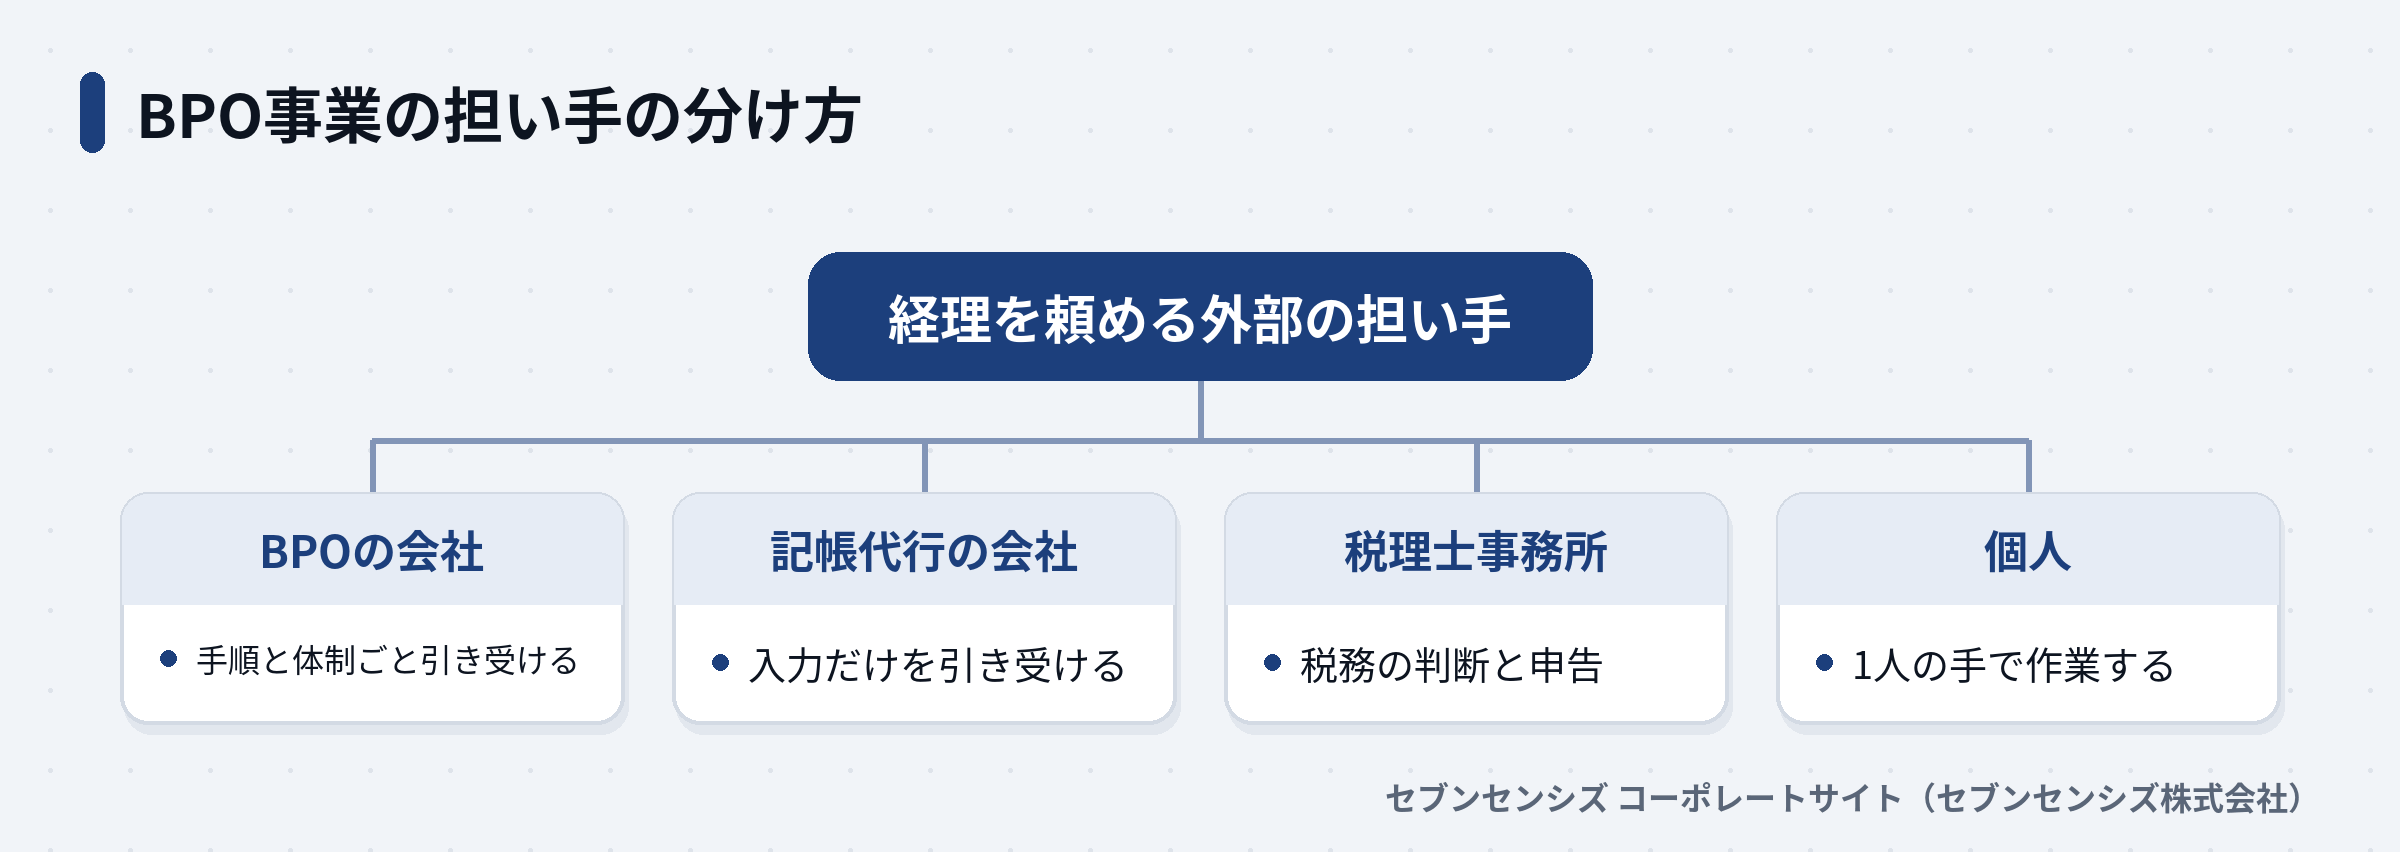 BPO事業の担い手の分け方
経理を頼める外部の担い手
BPOの会社
手順と体制ごと引き受ける
記帳代行の会社
入力だけを引き受ける
税理士事務所
税務の判断と申告
個人
1人の手で作業する
セブンセンシズ コーポレートサイト（セブンセンシズ株式会社）